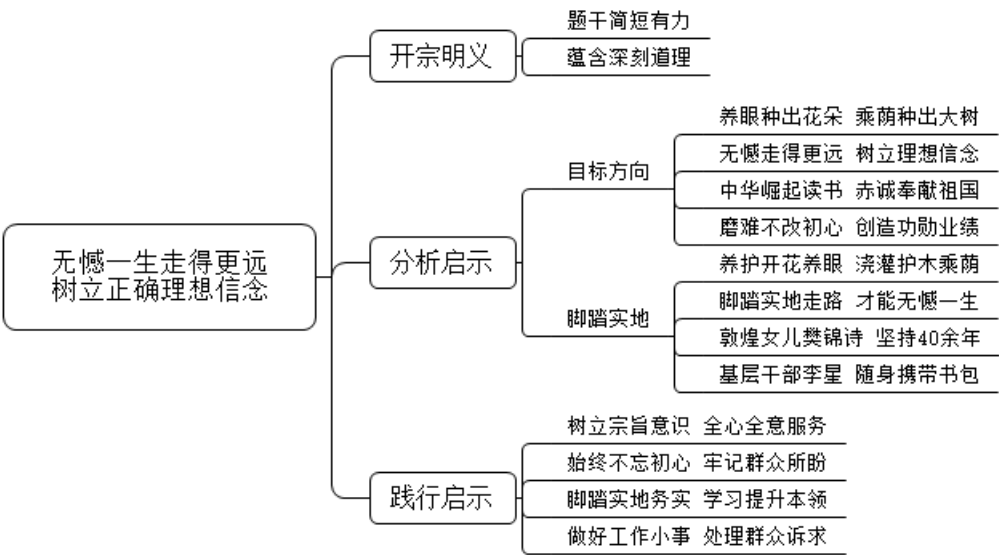 无憾一生走得更远
树立正确理想信念
开宗明义
题干简短有力
蕴含深刻道理
分析启示
目标方向
养眼种出花朵 乘荫种出大树
无憾走得更远 树立理想信念
中华崛起读书 赤诚奉献祖国
磨难不改初心 创造功勋业绩
脚踏实地
养护开花养眼 浇灌护木乘荫
脚踏实地走路 才能无憾一生
敦煌女儿樊锦诗 坚持40余年
基层干部李星 随身携带书包
践行启示
树立宗旨意识 全心全意服务
始终不忘初心 牢记群众所盼
脚踏实地务实 学习提升本领
做好工作小事 处理群众诉求